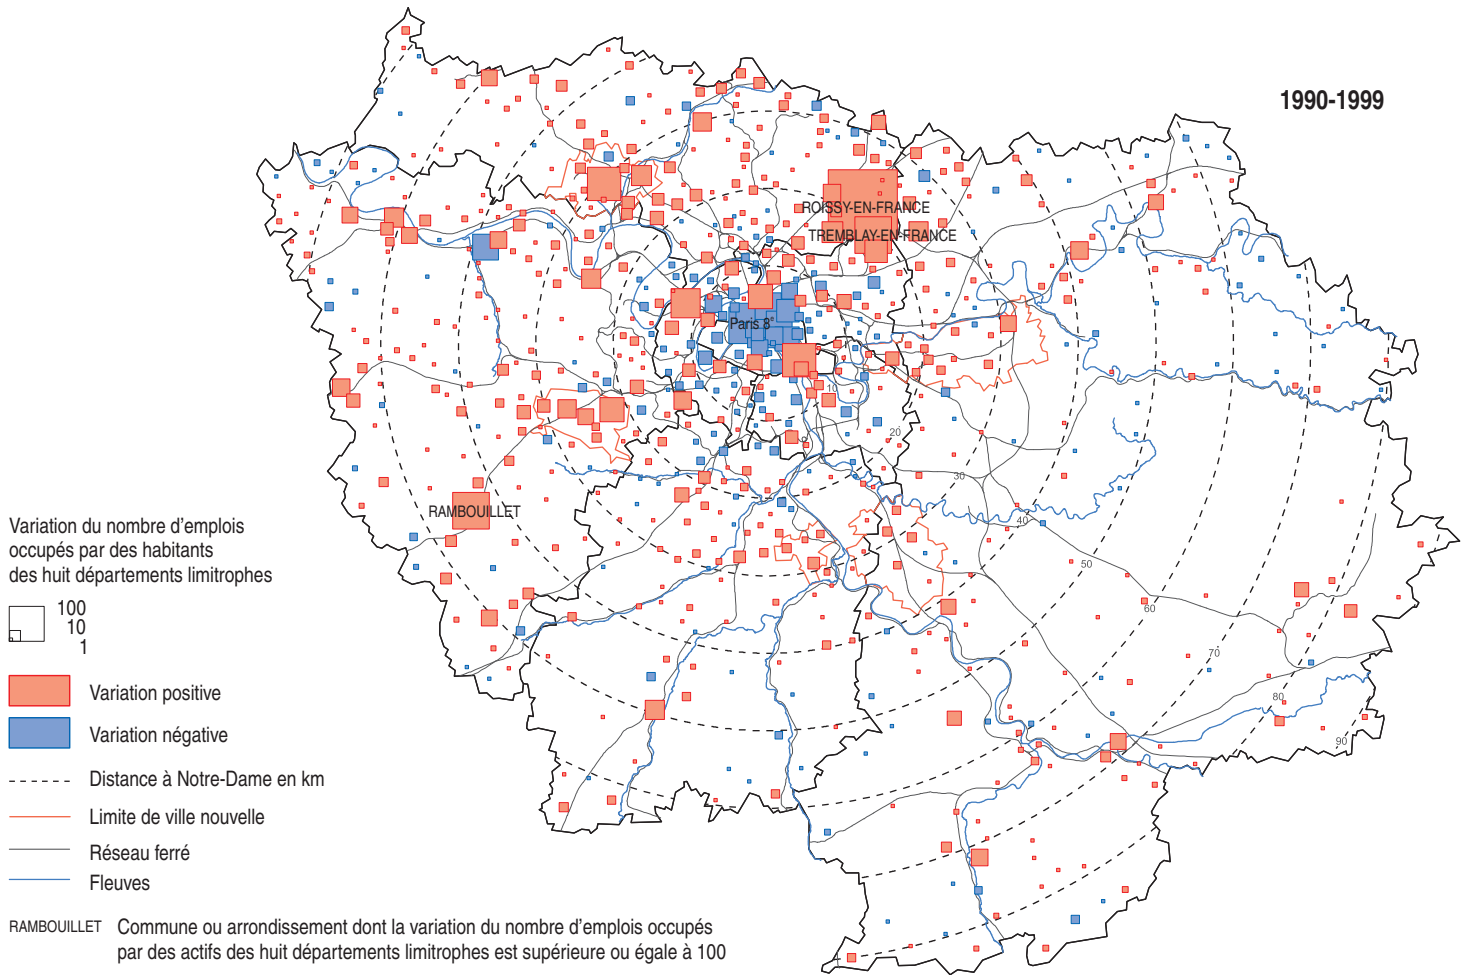 1990-1999
ROISSY-EN-FRANCE
TREMBLAY-EN-FRANCE
Paris 8e
10
20
30
40
50
60
70
80
90
RAMBOUILLET
Variation du nombre d’emplois
occupés par des habitants
des huit départements limitrophes
100
10
1
Variation positive
Variation négative
Distance à Notre-Dame en km
Limite de ville nouvelle
Réseau ferré
Fleuves
RAMBOUILLET Commune ou arrondissement dont la variation du nombre d’emplois occupés
par des actifs des huit départements limitrophes est supérieure ou égale à 100